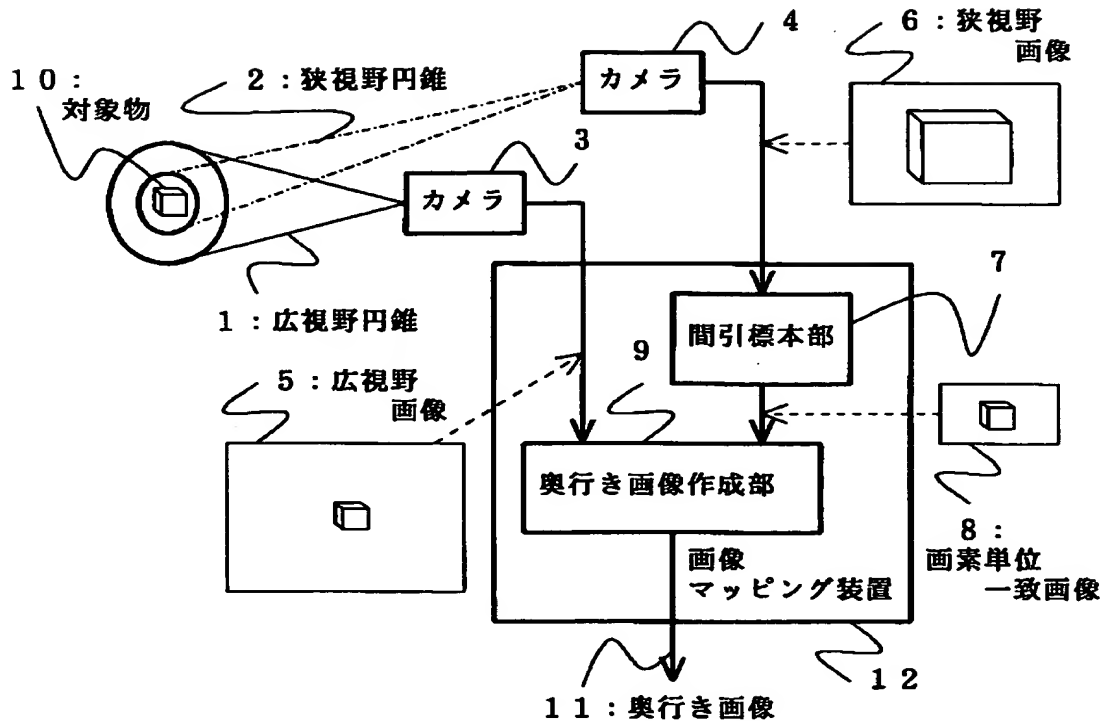 4
6：狭視野
画像
10：
対象物
2：狭視野円錐
カメラ
3
カメラ
7
1：広視野円錐
間引標本部
9
5：広視野
画像
奥行き画像作成部
8：
画素単位
一致画像
画像
マッピング装置
12
11：奥行き画像